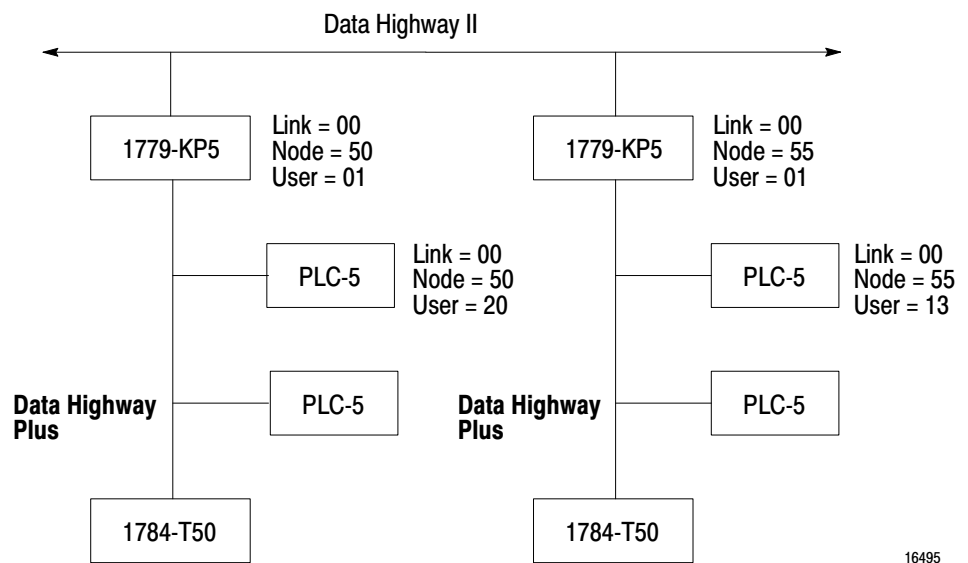 Data Highway II
1779-KP5
Link = 00
Node = 50
User = 01
1779-KP5
Link = 00
Node = 55
User = 01
PLC-5
Link = 00
Node = 50
User = 20
PLC-5
Link = 00
Node = 55
User = 13
Data Highway
Plus
PLC-5
Data Highway
Plus
PLC-5
1784-T50
1784-T50
16495